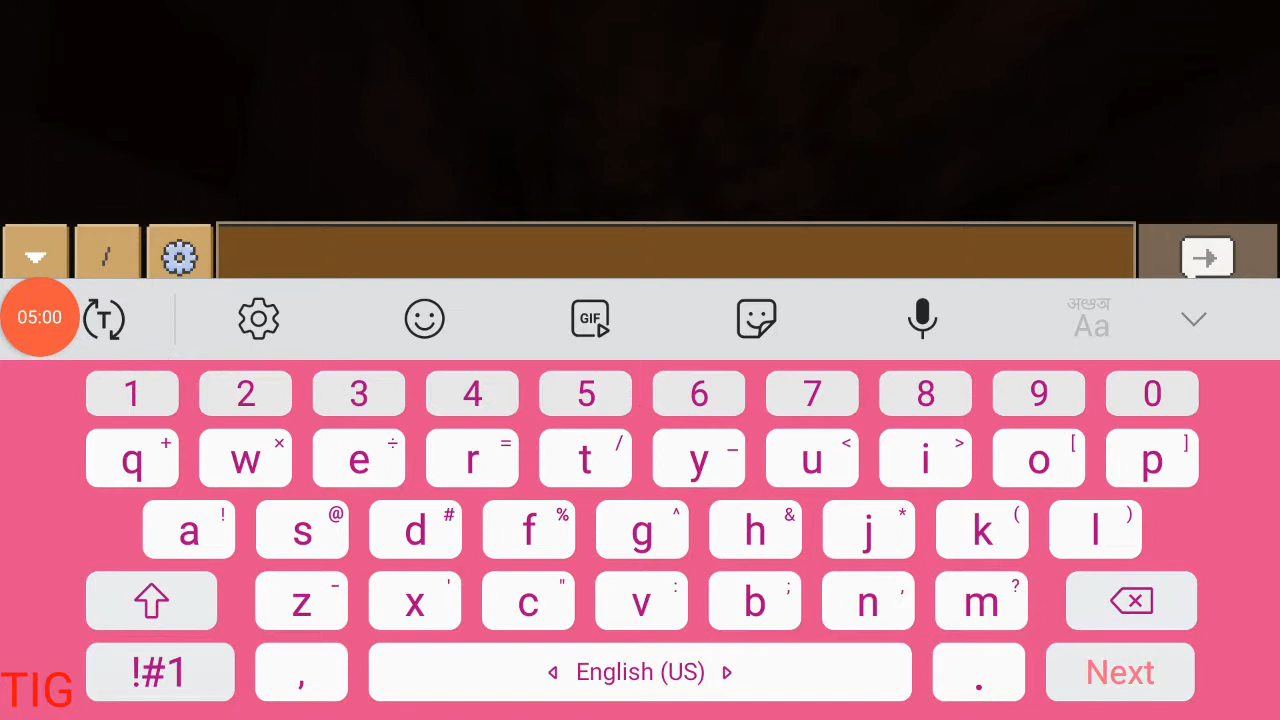 /
05:00 T GIF अ Aa
1 2 3 4 5 6 7 8 9 0
q + w × e ÷ r = t / y _ u < i > o [ p ]
a ! s @ d # f % g ^ h & j * k ( l )
z - x ' c " v : b ; n , m ?
!#1 , English (US) . Next
TIG